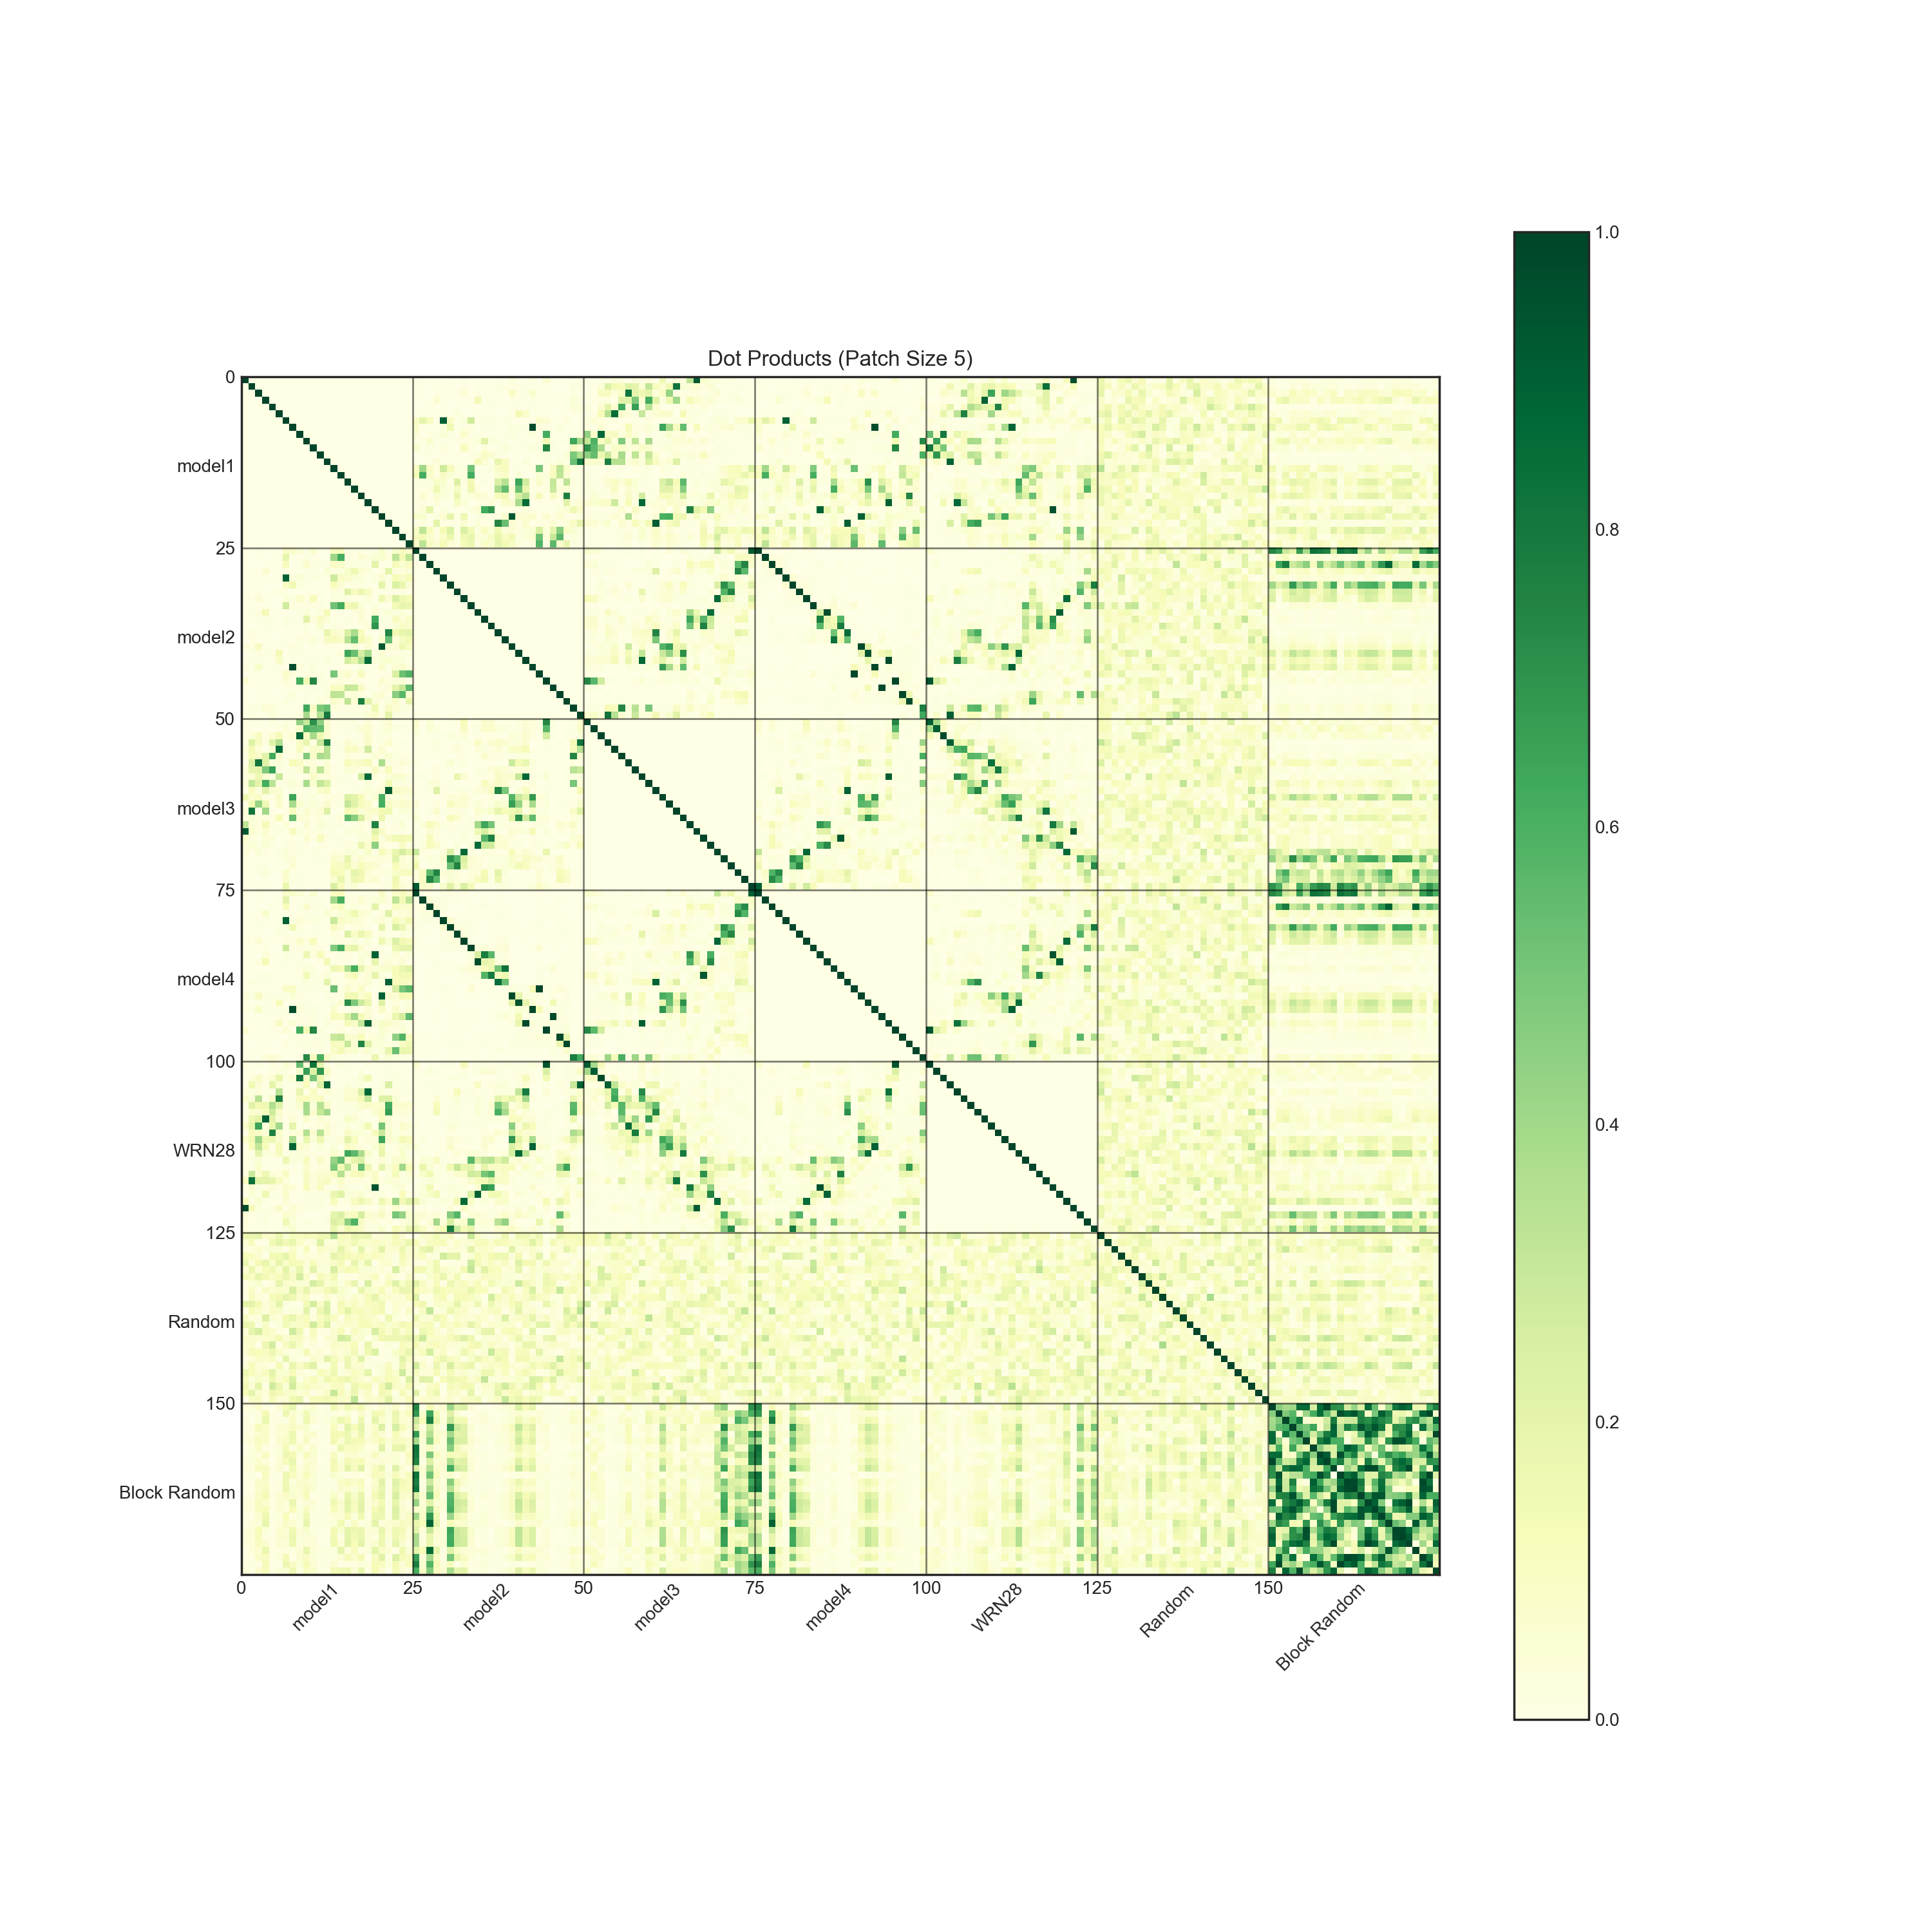 Dot Products (Patch Size 5)
0
25
50
75
100
125
150
model1
model2
model3
model4
WRN28
Random
Block Random
0
25
50
75
100
125
150
model1
model2
model3
model4
WRN28
Random
Block Random
1.0
0.8
0.6
0.4
0.2
0.0